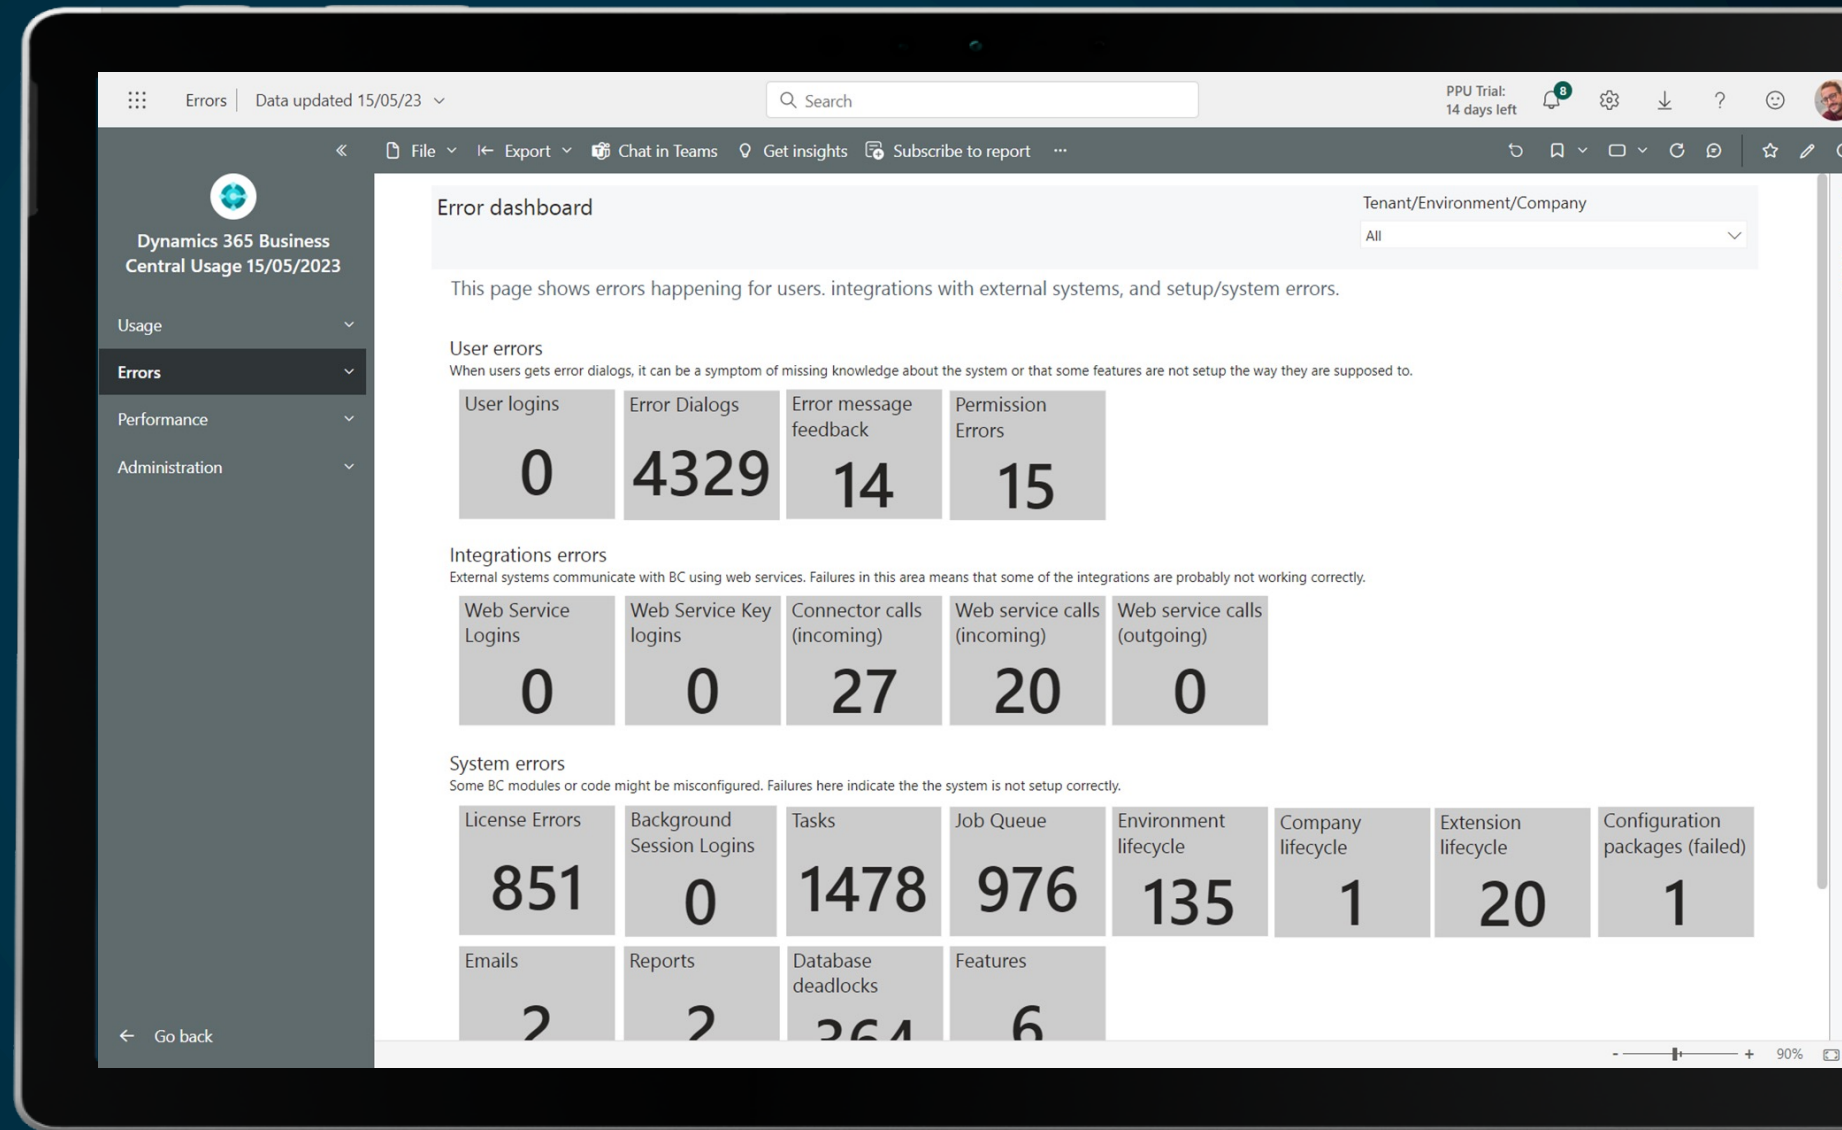 Errors
Data updated 15/05/23
Search
PPU Trial:
14 days left
8
?
File
Export
Chat in Teams
Get insights
Subscribe to report
...
Dynamics 365 Business
Central Usage 15/05/2023
Usage
Errors
Performance
Administration
Go back
Error dashboard
Tenant/Environment/Company
All
This page shows errors happening for users. integrations with external systems, and setup/system errors.
User errors
When users gets error dialogs, it can be a symptom of missing knowledge about the system or that some features are not setup the way they are supposed to.
User logins
0
Error Dialogs
4329
Error message
feedback
14
Permission
Errors
15
Integrations errors
External systems communicate with BC using web services. Failures in this area means that some of the integrations are probably not working correctly.
Web Service
Logins
0
Web Service Key
logins
0
Connector calls
(incoming)
27
Web service calls
(incoming)
20
Web service calls
(outgoing)
0
System errors
Some BC modules or code might be misconfigured. Failures here indicate the the system is not setup correctly.
License Errors
851
Background
Session Logins
0
Tasks
1478
Job Queue
976
Environment
lifecycle
135
Company
lifecycle
1
Extension
lifecycle
20
Configuration
packages (failed)
1
Emails
2
Reports
2
Database
deadlocks
364
Features
6
- + 90%